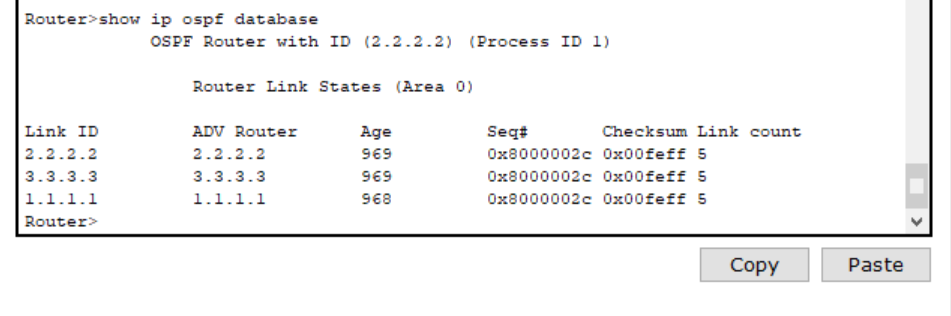 Router>show ip ospf database
OSPF Router with ID (2.2.2.2) (Process ID 1)
Router Link States (Area 0)
Link ID ADV Router Age Seq# Checksum Link count
2.2.2.2 2.2.2.2 969 0x8000002c 0x00feff 5
3.3.3.3 3.3.3.3 969 0x8000002c 0x00feff 5
1.1.1.1 1.1.1.1 968 0x8000002c 0x00feff 5
Router>
Copy Paste